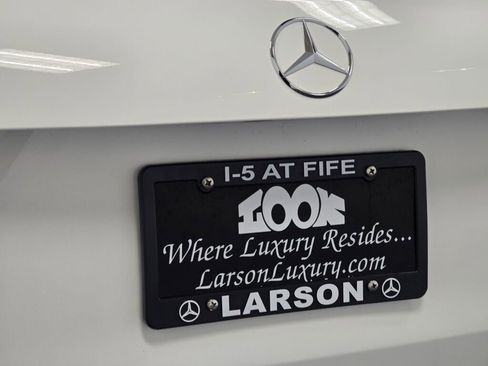 I-5 AT FIFE
LOOK
Where Luxury Resides...
LarsonLuxury.com
LARSON